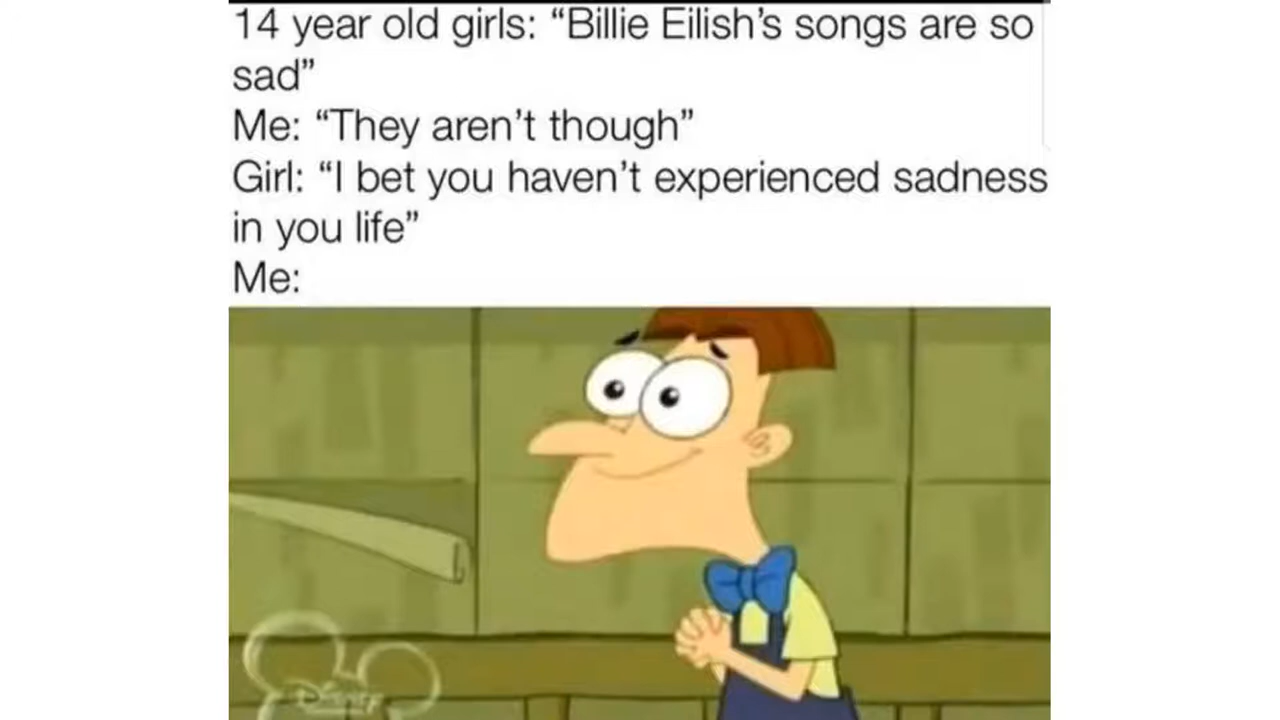 14 year old girls: “Billie Eilish’s songs are so
sad”
Me: “They aren’t though”
Girl: “I bet you haven’t experienced sadness
in you life”
Me:
Disney